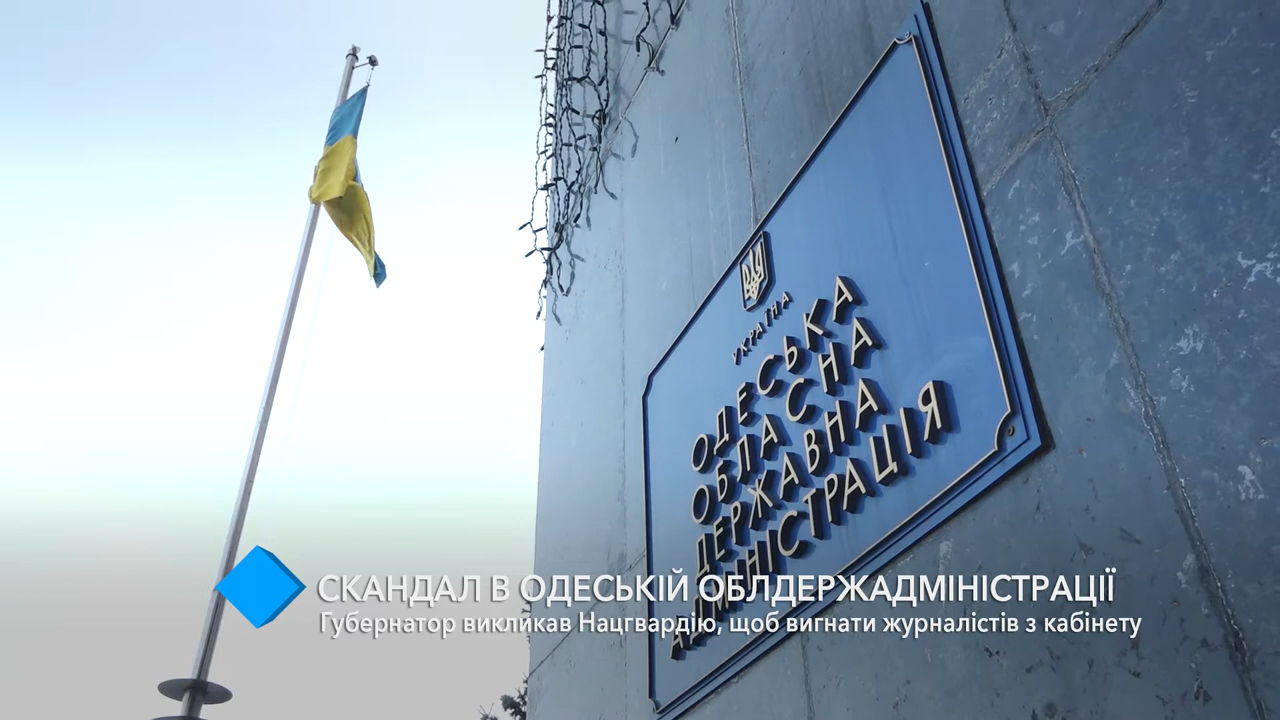 УКРАЇНА
ОДЕСЬКА
ОБЛАСНА
ДЕРЖАВНА
АДМІНІСТРАЦІЯ
СКАНДАЛ В ОДЕСЬКІЙ ОБЛДЕРЖАДМІНІСТРАЦІЇ
Губернатор викликав Нацгвардію, щоб вигнати журналістів з кабінету